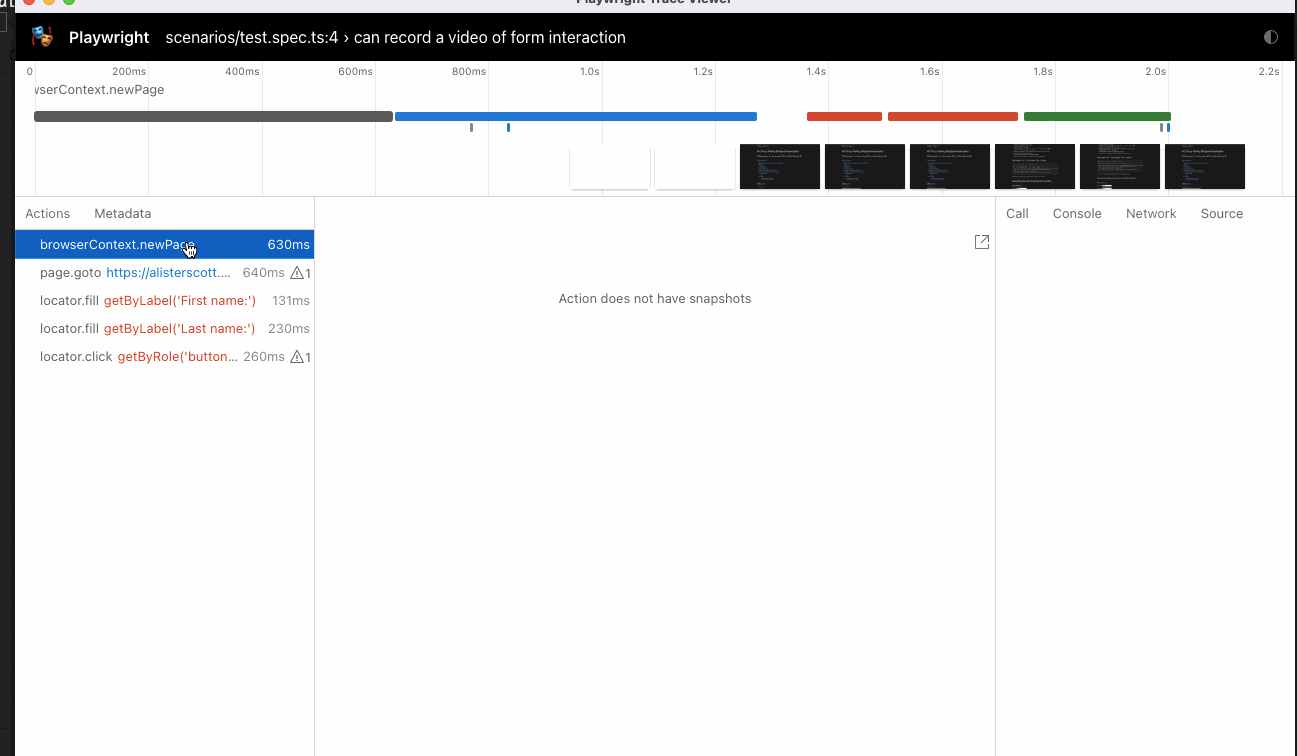 Playwright Trace Viewer
Playwright scenarios/test.spec.ts:4 › can record a video of form interaction
0 200ms 400ms 600ms 800ms 1.0s 1.2s 1.4s 1.6s 1.8s 2.0s 2.2s
wserContext.newPage
Actions Metadata
Call Console Network Source
browserContext.newPage 630ms
page.goto https://alisterscott.... 640ms 1
locator.fill getByLabel('First name:') 131ms
locator.fill getByLabel('Last name:') 230ms
locator.click getByRole('button... 260ms 1
Action does not have snapshots